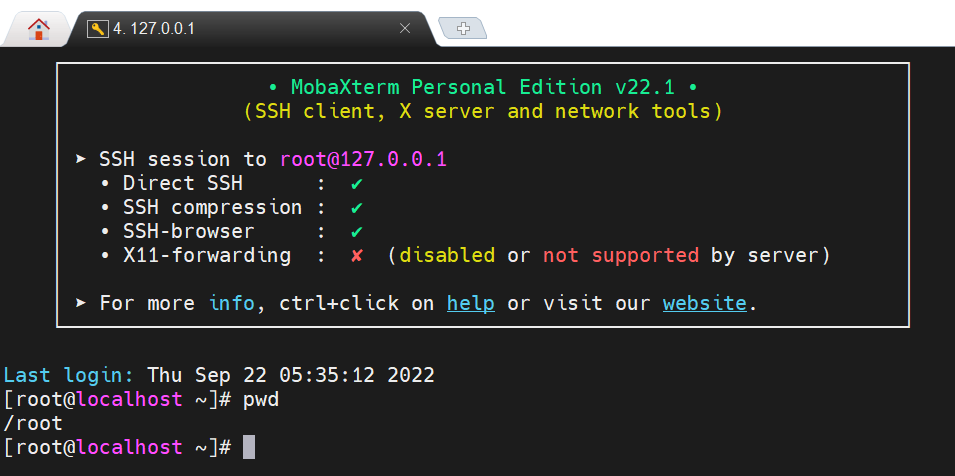 4. 127.0.0.1
• MobaXterm Personal Edition v22.1 •
(SSH client, X server and network tools)
➤ SSH session to root@127.0.0.1
• Direct SSH : ✔
• SSH compression : ✔
• SSH-browser : ✔
• X11-forwarding : ✘ (disabled or not supported by server)
➤ For more info, ctrl+click on help or visit our website.
Last login: Thu Sep 22 05:35:12 2022
[root@localhost ~]# pwd
/root
[root@localhost ~]#